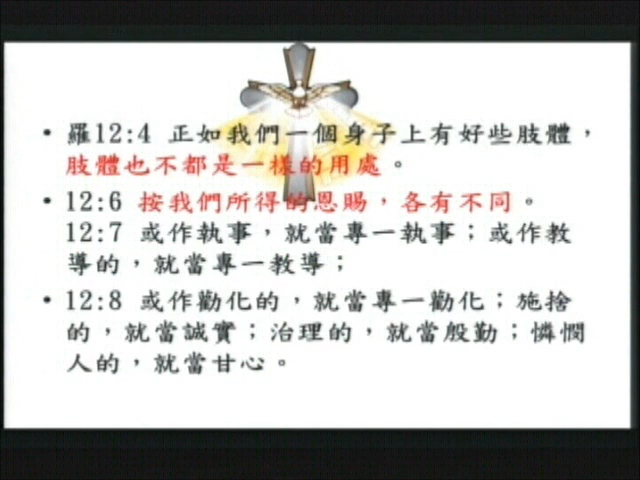 • 羅12:4 正如我們一個身子上有好些肢體，
肢體也不都是一樣的用處。
• 12:6 按我們所得的恩賜，各有不同。
12:7 或作執事，就當專一執事；或作教
導的，就當專一教導；
• 12:8 或作勸化的，就當專一勸化；施捨
的，就當誠實；治理的，就當殷勤；憐憫
人的，就當甘心。